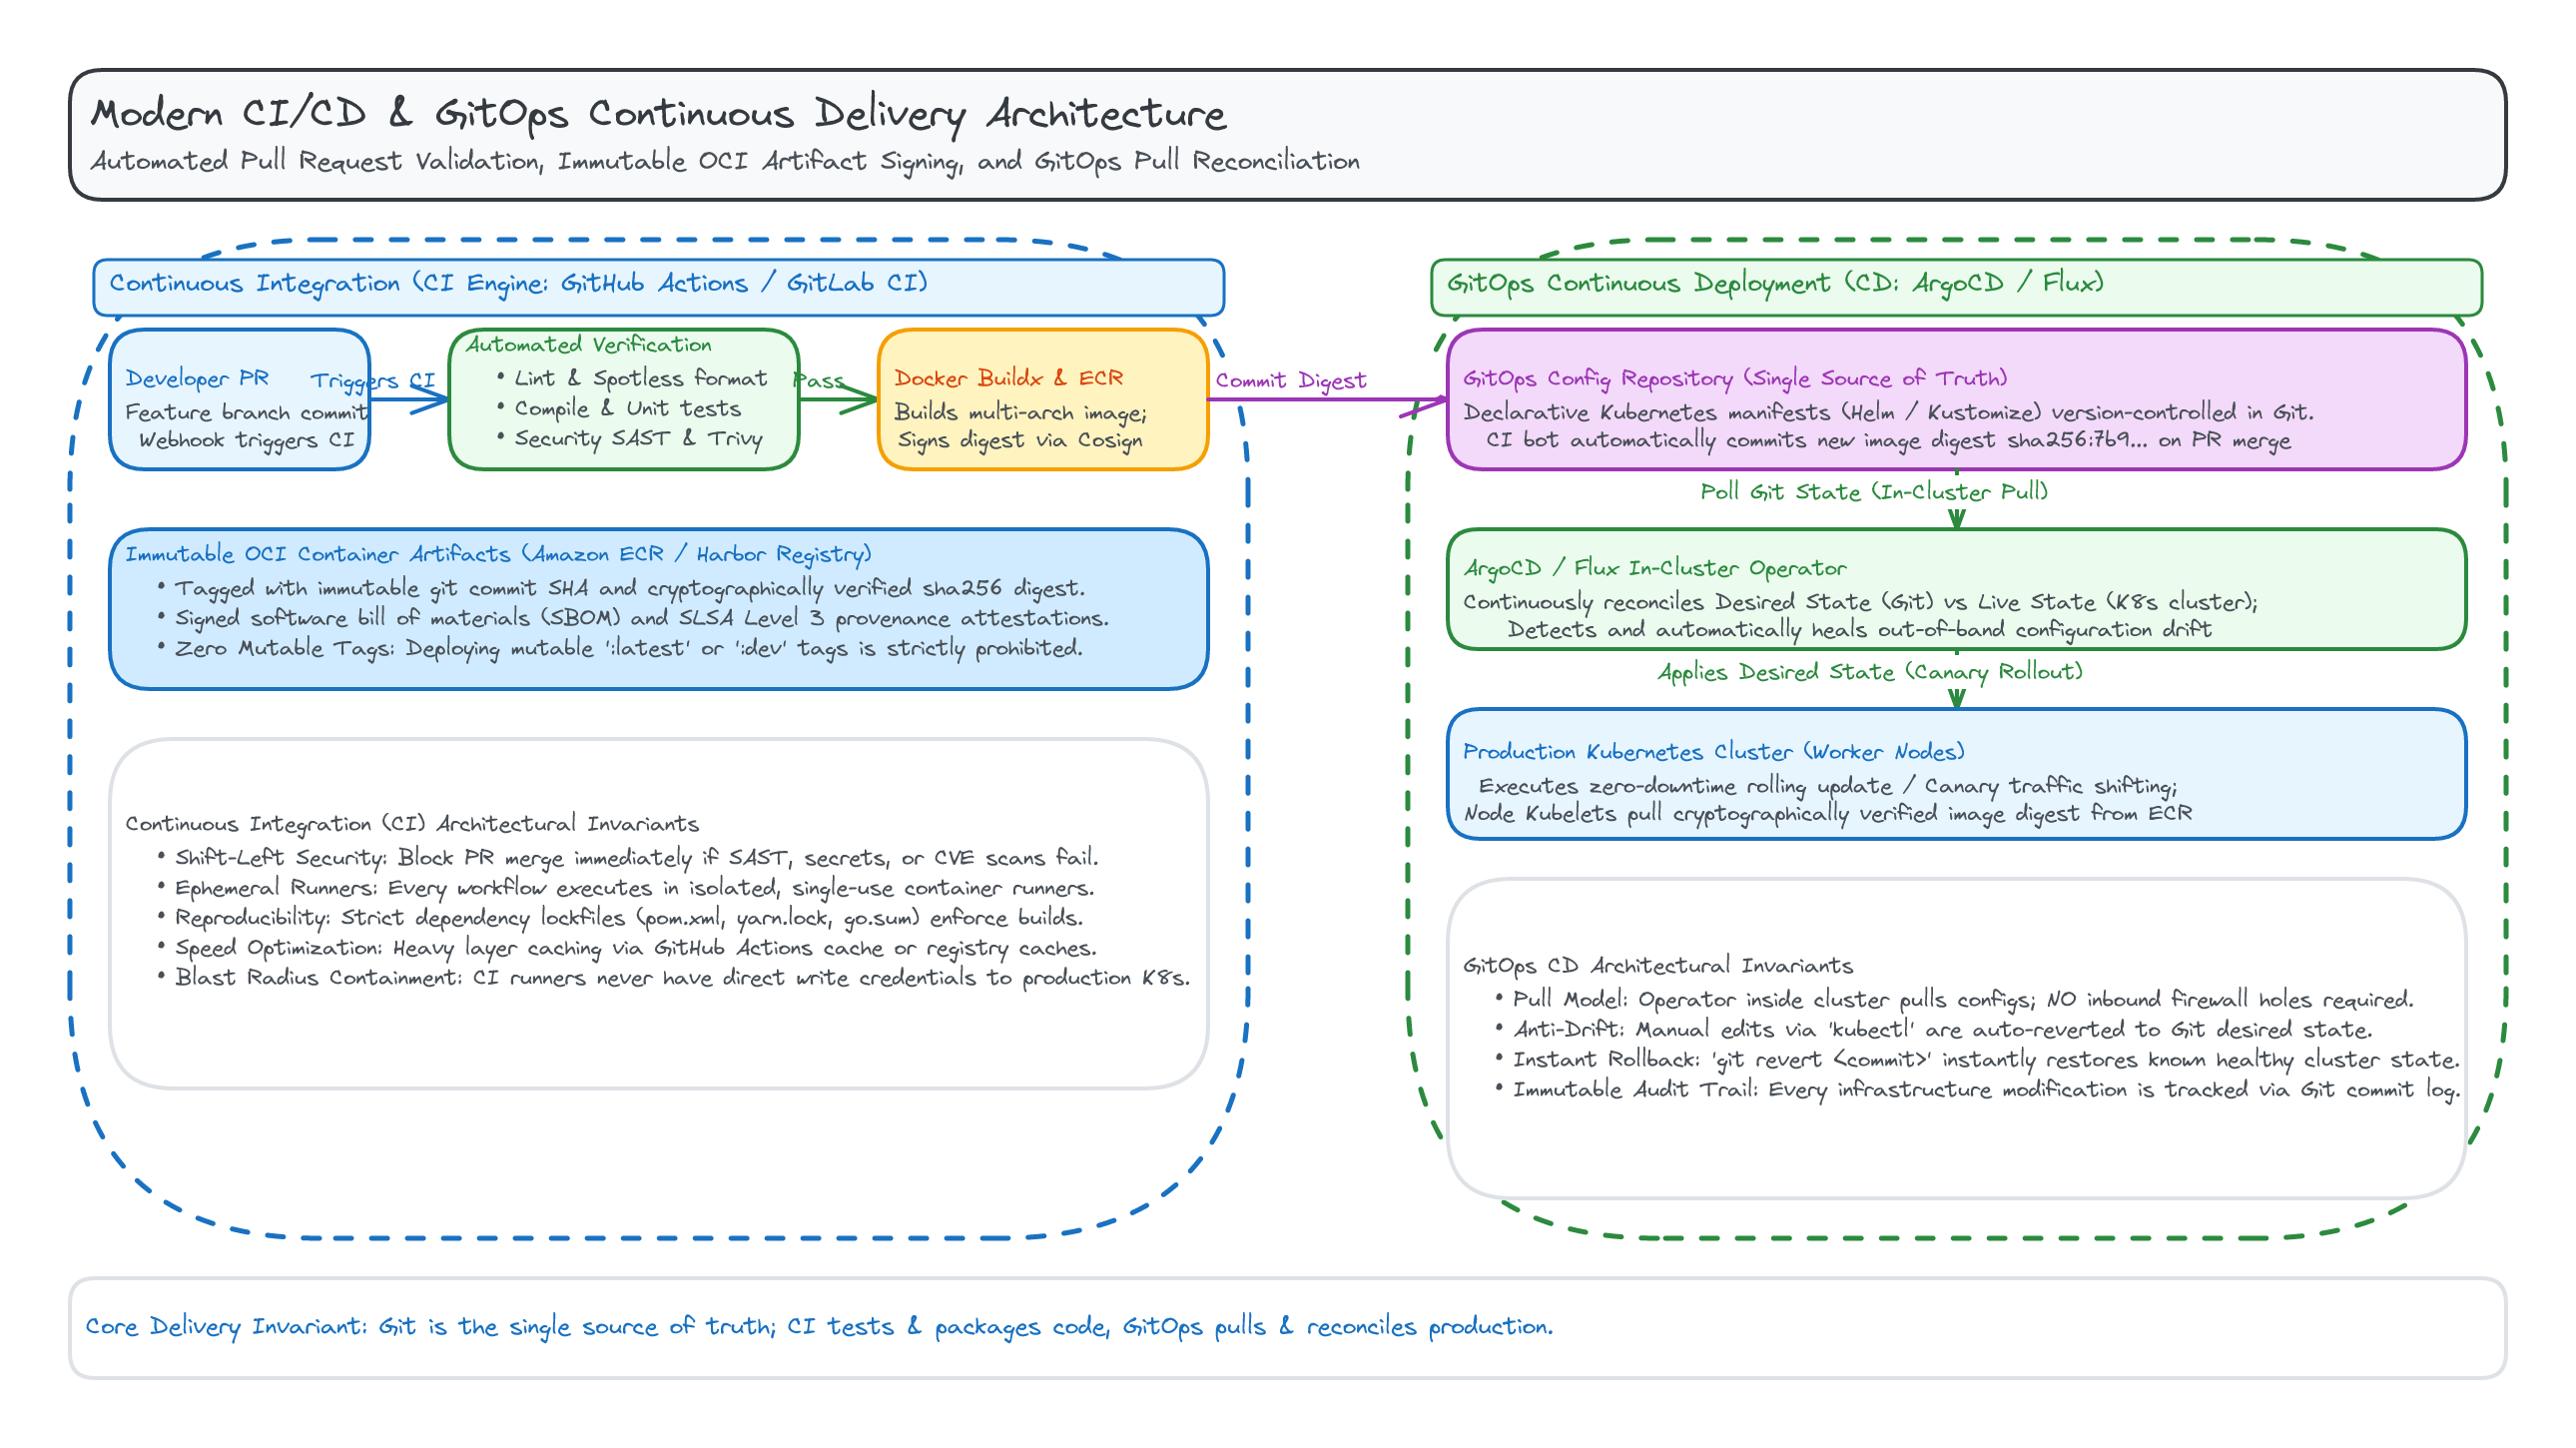 Modern CI/CD & GitOps Continuous Delivery Architecture
Automated Pull Request Validation, Immutable OCI Artifact Signing, and GitOps Pull Reconciliation
Continuous Integration (CI Engine: GitHub Actions / GitLab CI)
Developer PR
Feature branch commit
Webhook triggers CI
Triggers CI
Automated Verification
• Lint & Spotless format
• Compile & Unit tests
• Security SAST & Trivy
Pass
Docker Buildx & ECR
Builds multi-arch image;
Signs digest via Cosign
Commit Digest
Immutable OCI Container Artifacts (Amazon ECR / Harbor Registry)
• Tagged with immutable git commit SHA and cryptographically verified sha256 digest.
• Signed software bill of materials (SBOM) and SLSA Level 3 provenance attestations.
• Zero Mutable Tags: Deploying mutable ':latest' or ':dev' tags is strictly prohibited.
Continuous Integration (CI) Architectural Invariants
• Shift-Left Security: Block PR merge immediately if SAST, secrets, or CVE scans fail.
• Ephemeral Runners: Every workflow executes in isolated, single-use container runners.
• Reproducibility: Strict dependency lockfiles (pom.xml, yarn.lock, go.sum) enforce builds.
• Speed Optimization: Heavy layer caching via GitHub Actions cache or registry caches.
• Blast Radius Containment: CI runners never have direct write credentials to production K8s.
GitOps Continuous Deployment (CD: ArgoCD / Flux)
GitOps Config Repository (Single Source of Truth)
Declarative Kubernetes manifests (Helm / Kustomize) version-controlled in Git.
CI bot automatically commits new image digest sha256:7b9... on PR merge
Poll Git State (In-Cluster Pull)
ArgoCD / Flux In-Cluster Operator
Continuously reconciles Desired State (Git) vs Live State (K8s cluster);
Detects and automatically heals out-of-band configuration drift
Applies Desired State (Canary Rollout)
Production Kubernetes Cluster (Worker Nodes)
Executes zero-downtime rolling update / Canary traffic shifting;
Node Kubelets pull cryptographically verified image digest from ECR
GitOps CD Architectural Invariants
• Pull Model: Operator inside cluster pulls configs; NO inbound firewall holes required.
• Anti-Drift: Manual edits via 'kubectl' are auto-reverted to Git desired state.
• Instant Rollback: 'git revert <commit>' instantly restores known healthy cluster state.
• Immutable Audit Trail: Every infrastructure modification is tracked via Git commit log.
Core Delivery Invariant: Git is the single source of truth; CI tests & packages code, GitOps pulls & reconciles production.